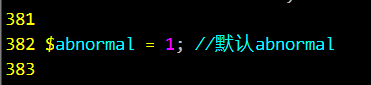 381
382 $abnormal = 1; //默认abnormal
383